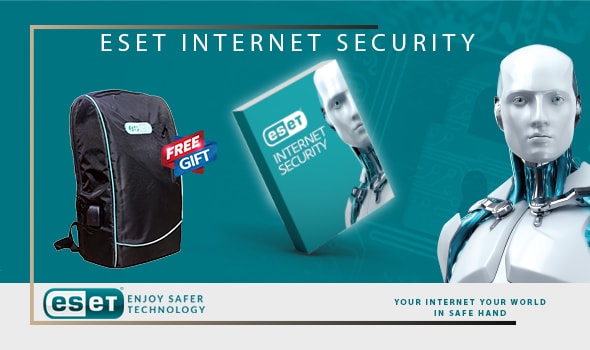 ESET INTERNET SECURITY
eseT
FREE
GIFT
eseT
INTERNET
SECURITY
eseT®
ENJOY SAFER
TECHNOLOGY
YOUR INTERNET YOUR WORLD
IN SAFE HAND